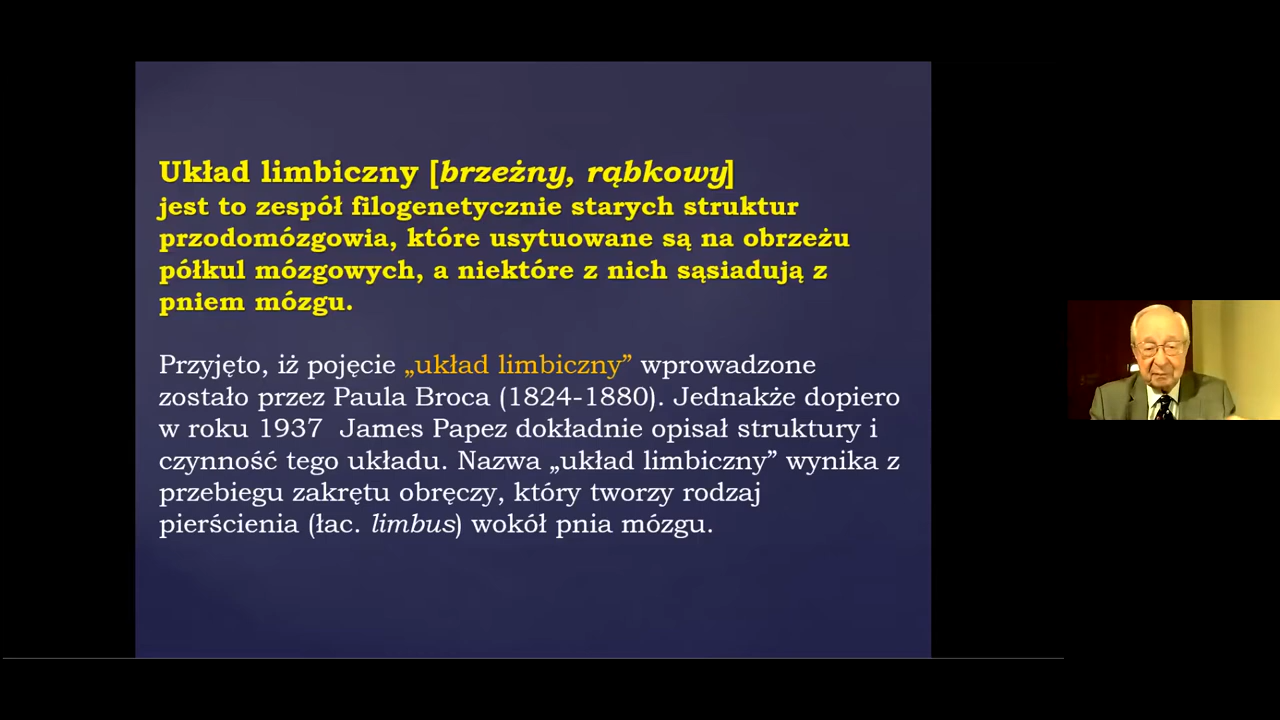 Układ limbiczny [brzeżny, rąbkowy]
jest to zespół filogenetycznie starych struktur
przodomózgowia, które usytuowane są na obrzeżu
półkul mózgowych, a niektóre z nich sąsiadują z
pniem mózgu.
Przyjęto, iż pojęcie „układ limbiczny” wprowadzone
zostało przez Paula Broca (1824-1880). Jednakże dopiero
w roku 1937  James Papez dokładnie opisał struktury i
czynność tego układu. Nazwa „układ limbiczny” wynika z
przebiegu zakrętu obręczy, który tworzy rodzaj
pierścienia (łac. limbus) wokół pnia mózgu.